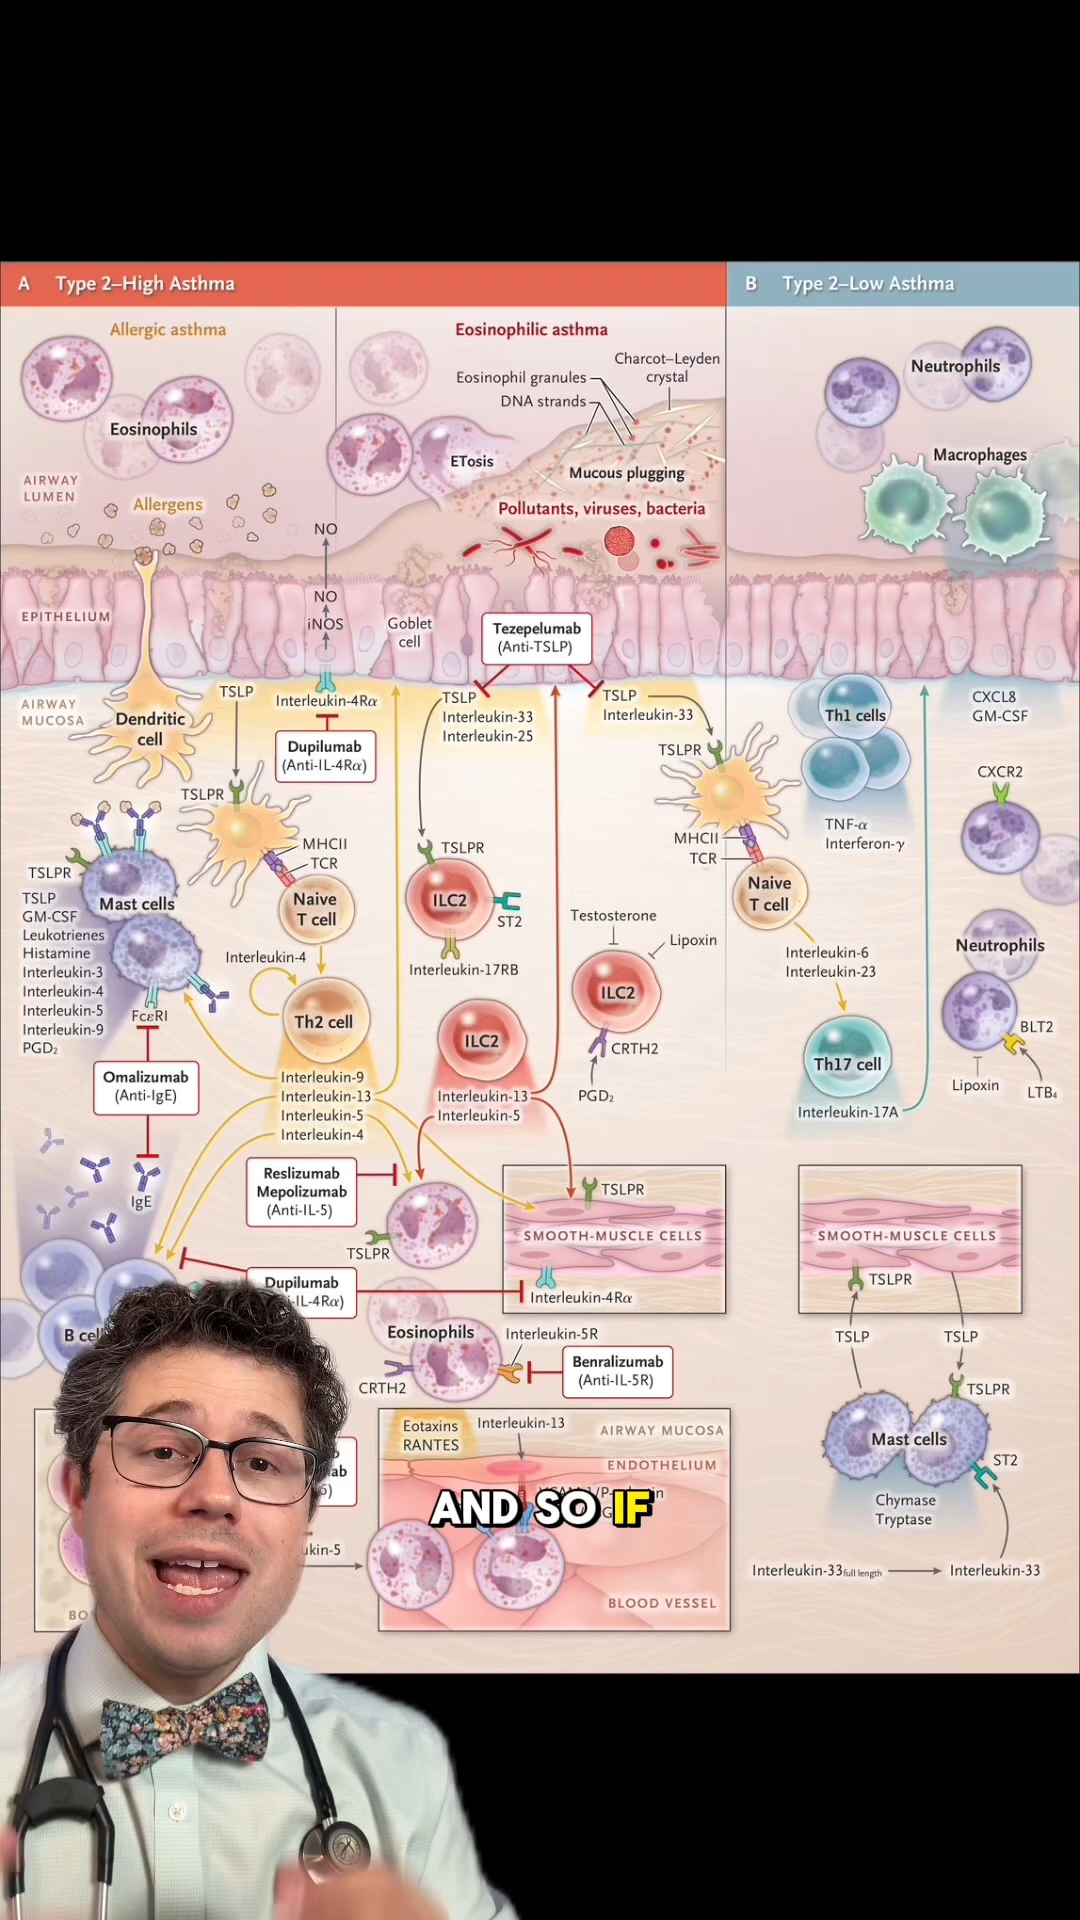 A Type 2–High Asthma
Allergic asthma
Eosinophils
AIRWAY
LUMEN
Allergens
NO
NO
iNOS
EPITHELIUM
Goblet
cell
Eosinophilic asthma
Charcot–Leyden
crystal
Eosinophil granules
DNA strands
ETosis
Mucous plugging
Pollutants, viruses, bacteria
Tezepelumab
(Anti-TSLP)
AIRWAY
MUCOSA
Dendritic
cell
TSLP
Interleukin-4Rα
Dupilumab
(Anti-IL-4Rα)
TSLPR
MHCII
TCR
Naive
T cell
TSLP
Interleukin-33
Interleukin-25
TSLPR
ILC2
ST2
Interleukin-17RB
TSLP
Interleukin-33
TSLPR
MHCII
TCR
Naive
T cell
Interleukin-6
Interleukin-23
TSLPR
Mast cells
TSLP
GM-CSF
Leukotrienes
Histamine
Interleukin-3
Interleukin-4
Interleukin-5
Interleukin-9
PGD₂
FcεRI
Omalizumab
(Anti-IgE)
IgE
Interleukin-4
Th2 cell
Interleukin-9
Interleukin-13
Interleukin-5
Interleukin-4
ILC2
Interleukin-13
Interleukin-5
Testosterone
Lipoxin
ILC2
CRTH2
PGD₂
Reslizumab
Mepolizumab
(Anti-IL-5)
TSLPR
TSLPR
SMOOTH-MUSCLE CELLS
Interleukin-4Rα
Dupilumab
IL-4Rα)
B cel
Eosinophils
Interleukin-5R
CRTH2
Benralizumab
(Anti-IL-5R)
Eotaxins
RANTES
Interleukin-13
AIRWAY MUCOSA
ENDOTHELIUM
BLOOD VESSEL
ukin-5
BO
AND SO IF
B Type 2–Low Asthma
Neutrophils
Macrophages
Th1 cells
TNF-α
Interferon-γ
CXCL8
GM-CSF
CXCR2
Th17 cell
Interleukin-17A
Neutrophils
BLT2
Lipoxin
LTB₄
SMOOTH-MUSCLE CELLS
TSLPR
TSLP
TSLP
TSLPR
Mast cells
ST2
Chymase
Tryptase
Interleukin-33 full length
Interleukin-33